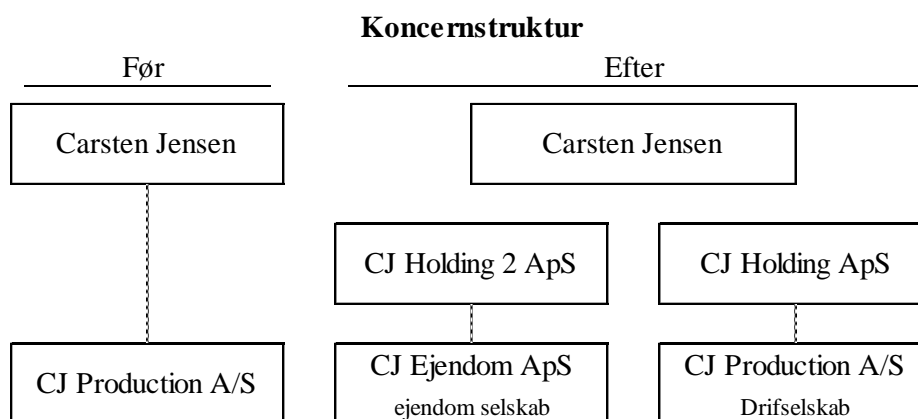 Koncernstruktur
Før
Efter
Carsten Jensen
Carsten Jensen
CJ Holding 2 ApS
CJ Holding ApS
CJ Production A/S
CJ Ejendom ApS
ejendom selskab
CJ Production A/S
Drifselskab